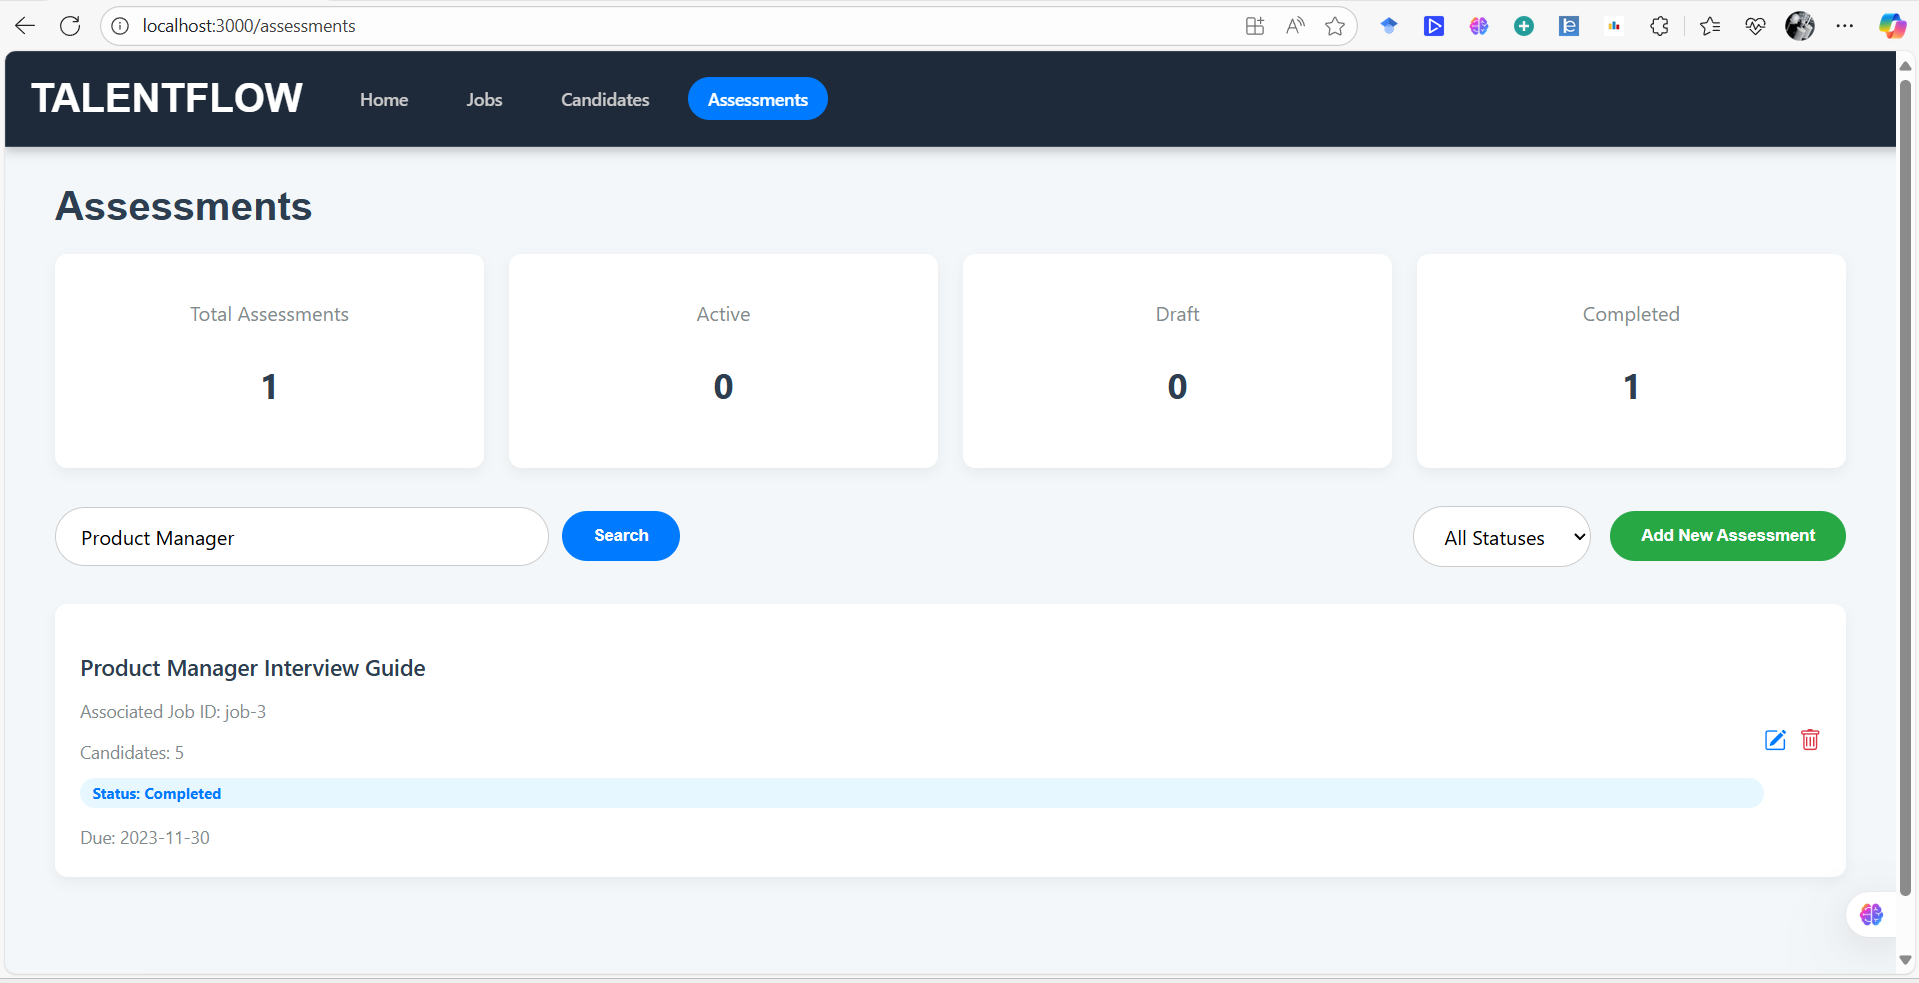 localhost:3000/assessments
TALENTFLOW
Home
Jobs
Candidates
Assessments
Assessments
Total Assessments
Active
Draft
Completed
1
0
0
1
Product Manager
Search
All Statuses
Add New Assessment
Product Manager Interview Guide
Associated Job ID: job-3
Candidates: 5
Status: Completed
Due: 2023-11-30